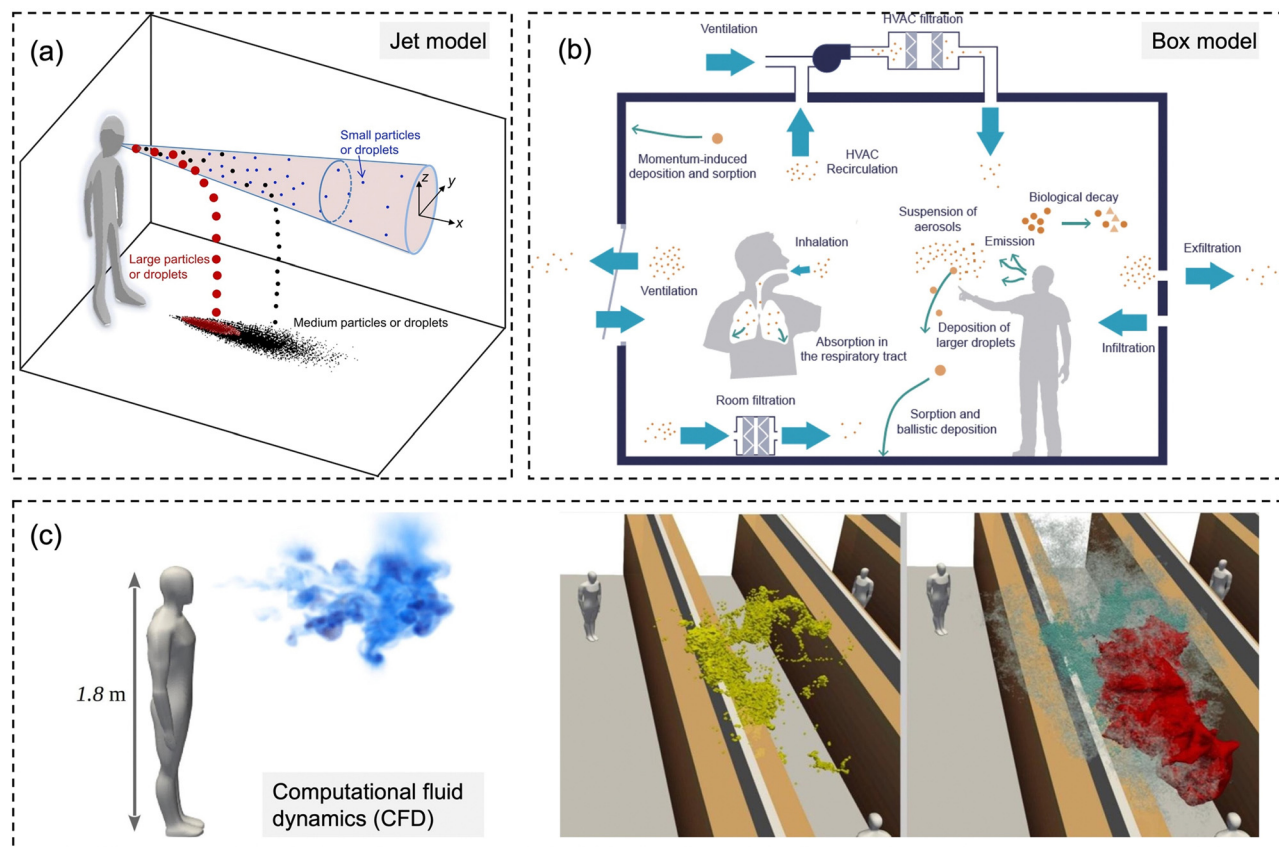 (a)
Jet model
Small particles
or droplets
z
y
x
Large particles
or droplets
Medium particles or droplets
(b)
Box model
Ventilation
HVAC filtration
Momentum-induced
deposition and sorption
HVAC
Recirculation
Biological decay
Suspension of
aerosols
Emission
Inhalation
Exfiltration
Ventilation
Deposition of
larger droplets
Infiltration
Absorption in
the respiratory tract
Room filtration
Sorption and
ballistic deposition
(c)
1.8 m
Computational fluid
dynamics (CFD)